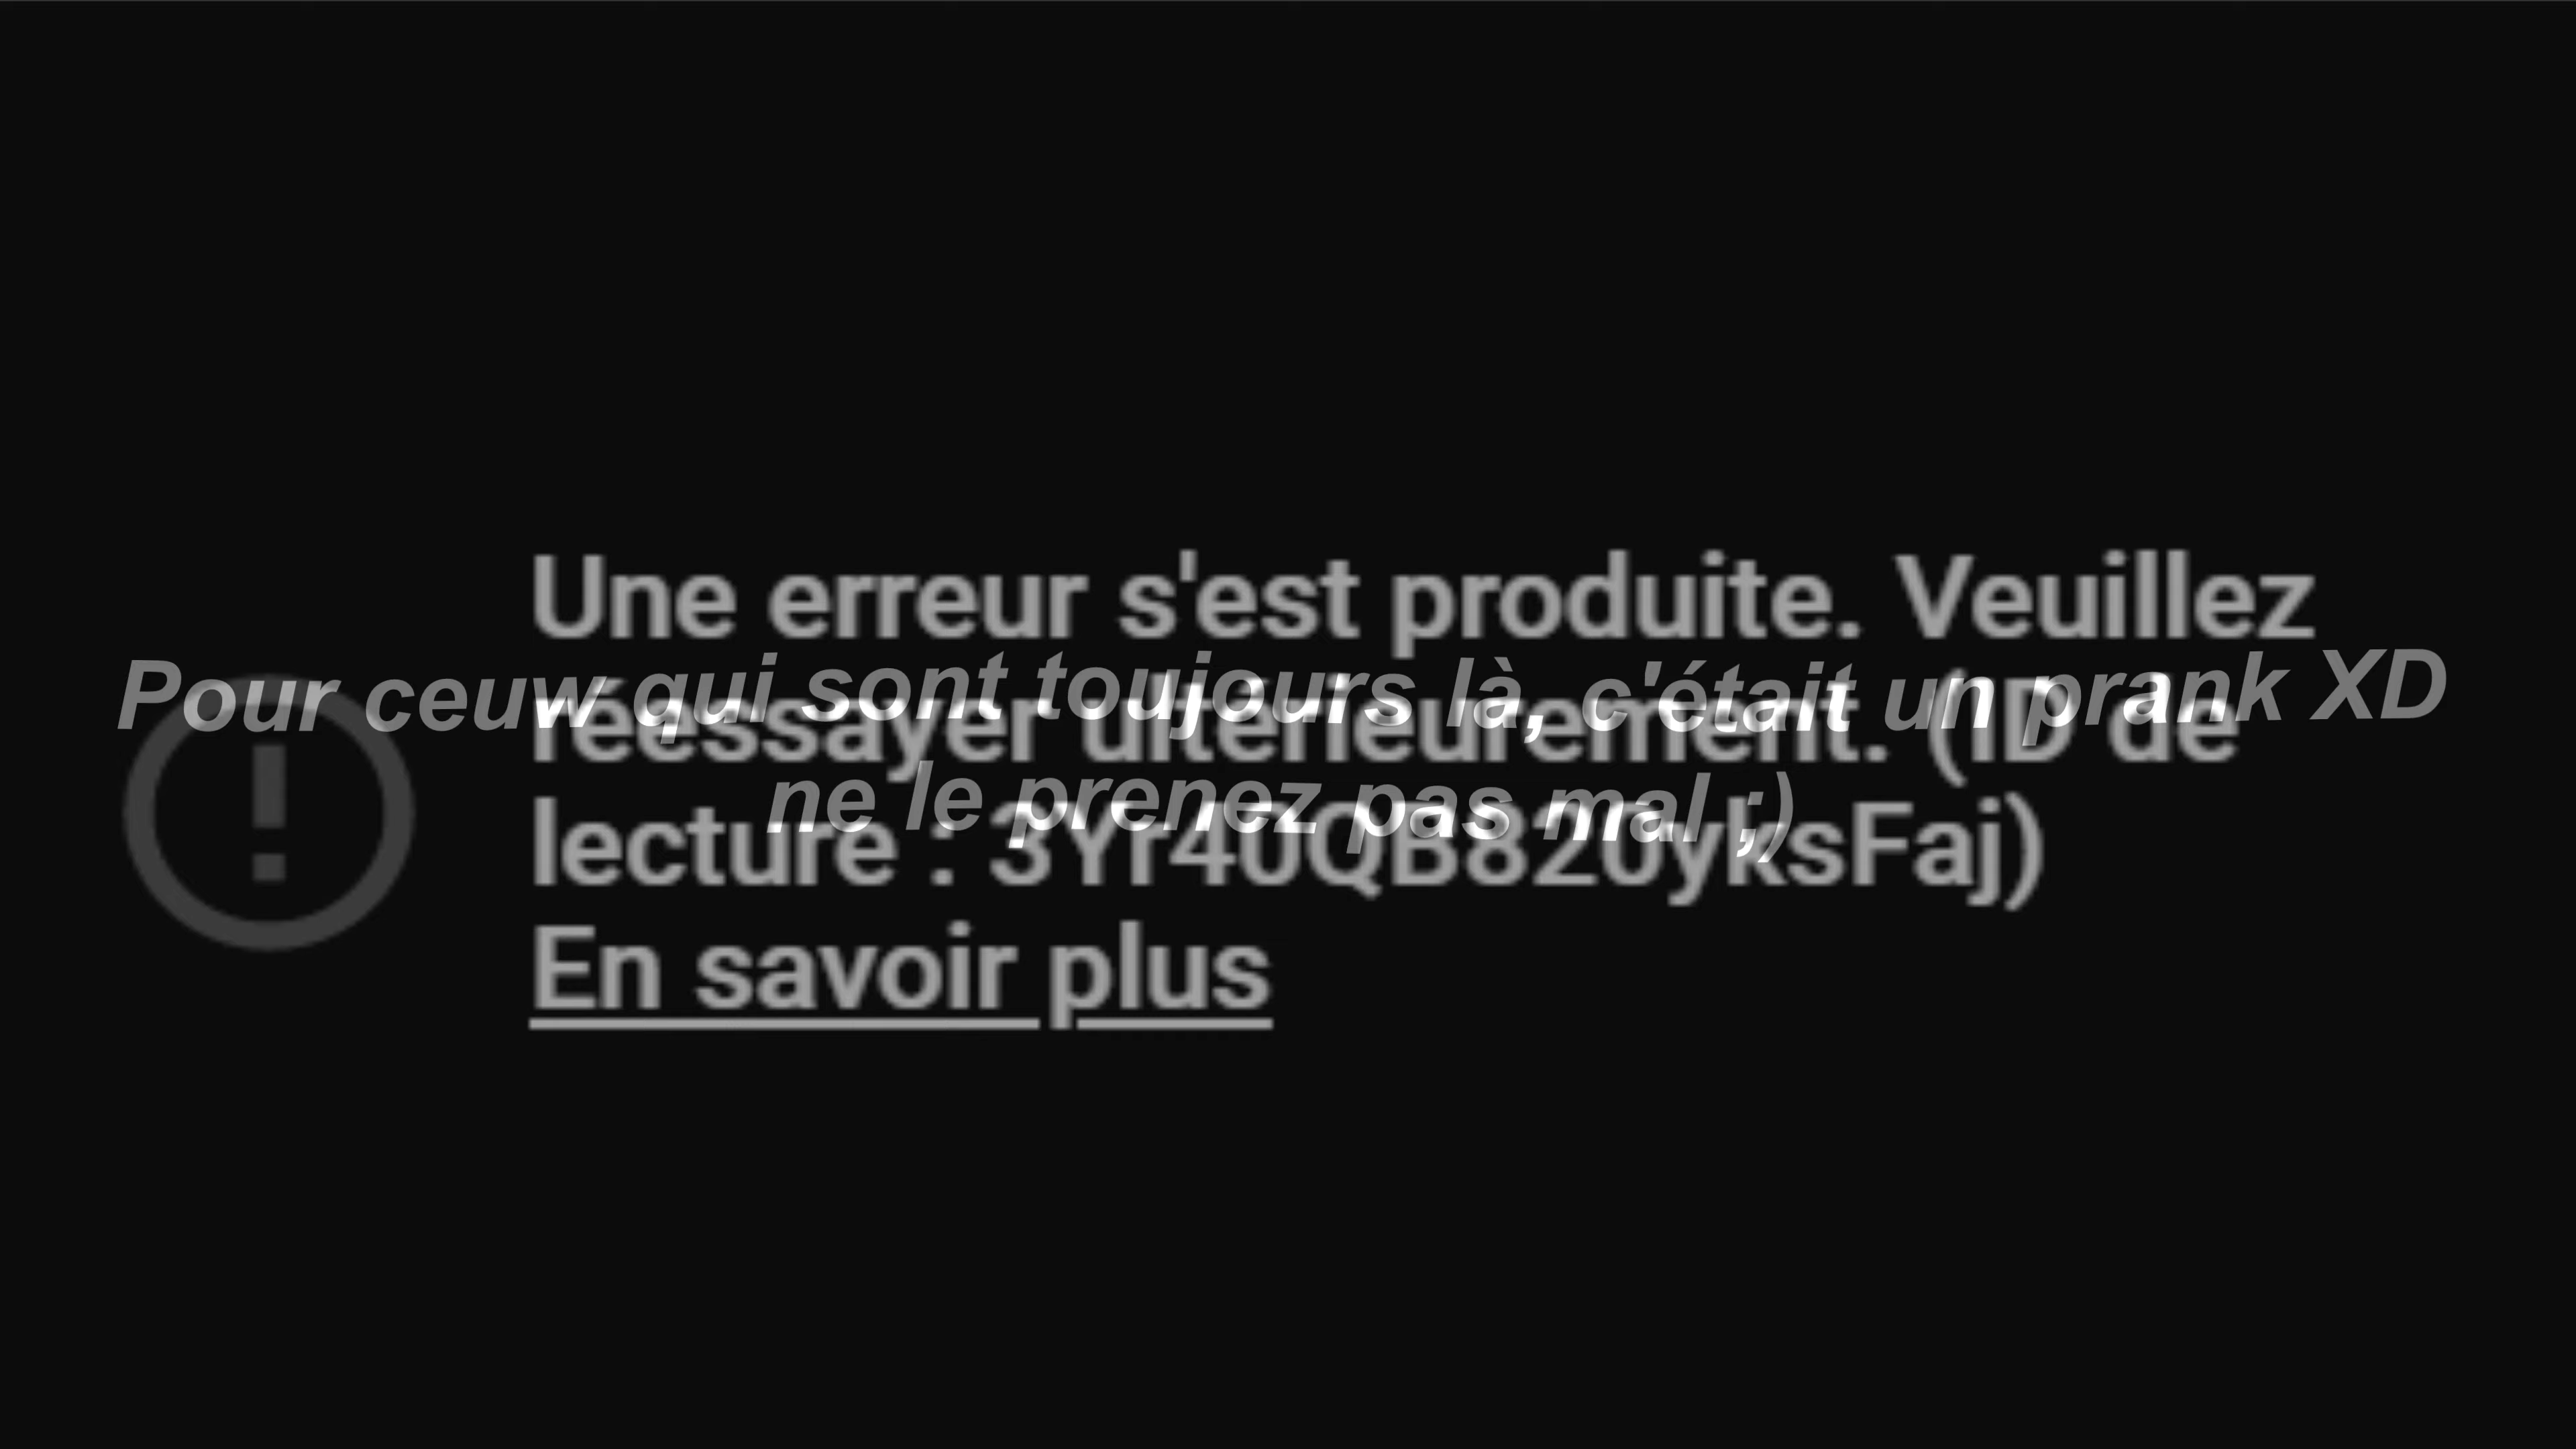 Une erreur s'est produite. Veuillez
Pour ceuw qui sont toujours là, c'était un prank XD
réessayer ultérieurement. (ID de
ne le prenez pas mal ;)
lecture : 3Yr40QB820yksFaj)
En savoir plus